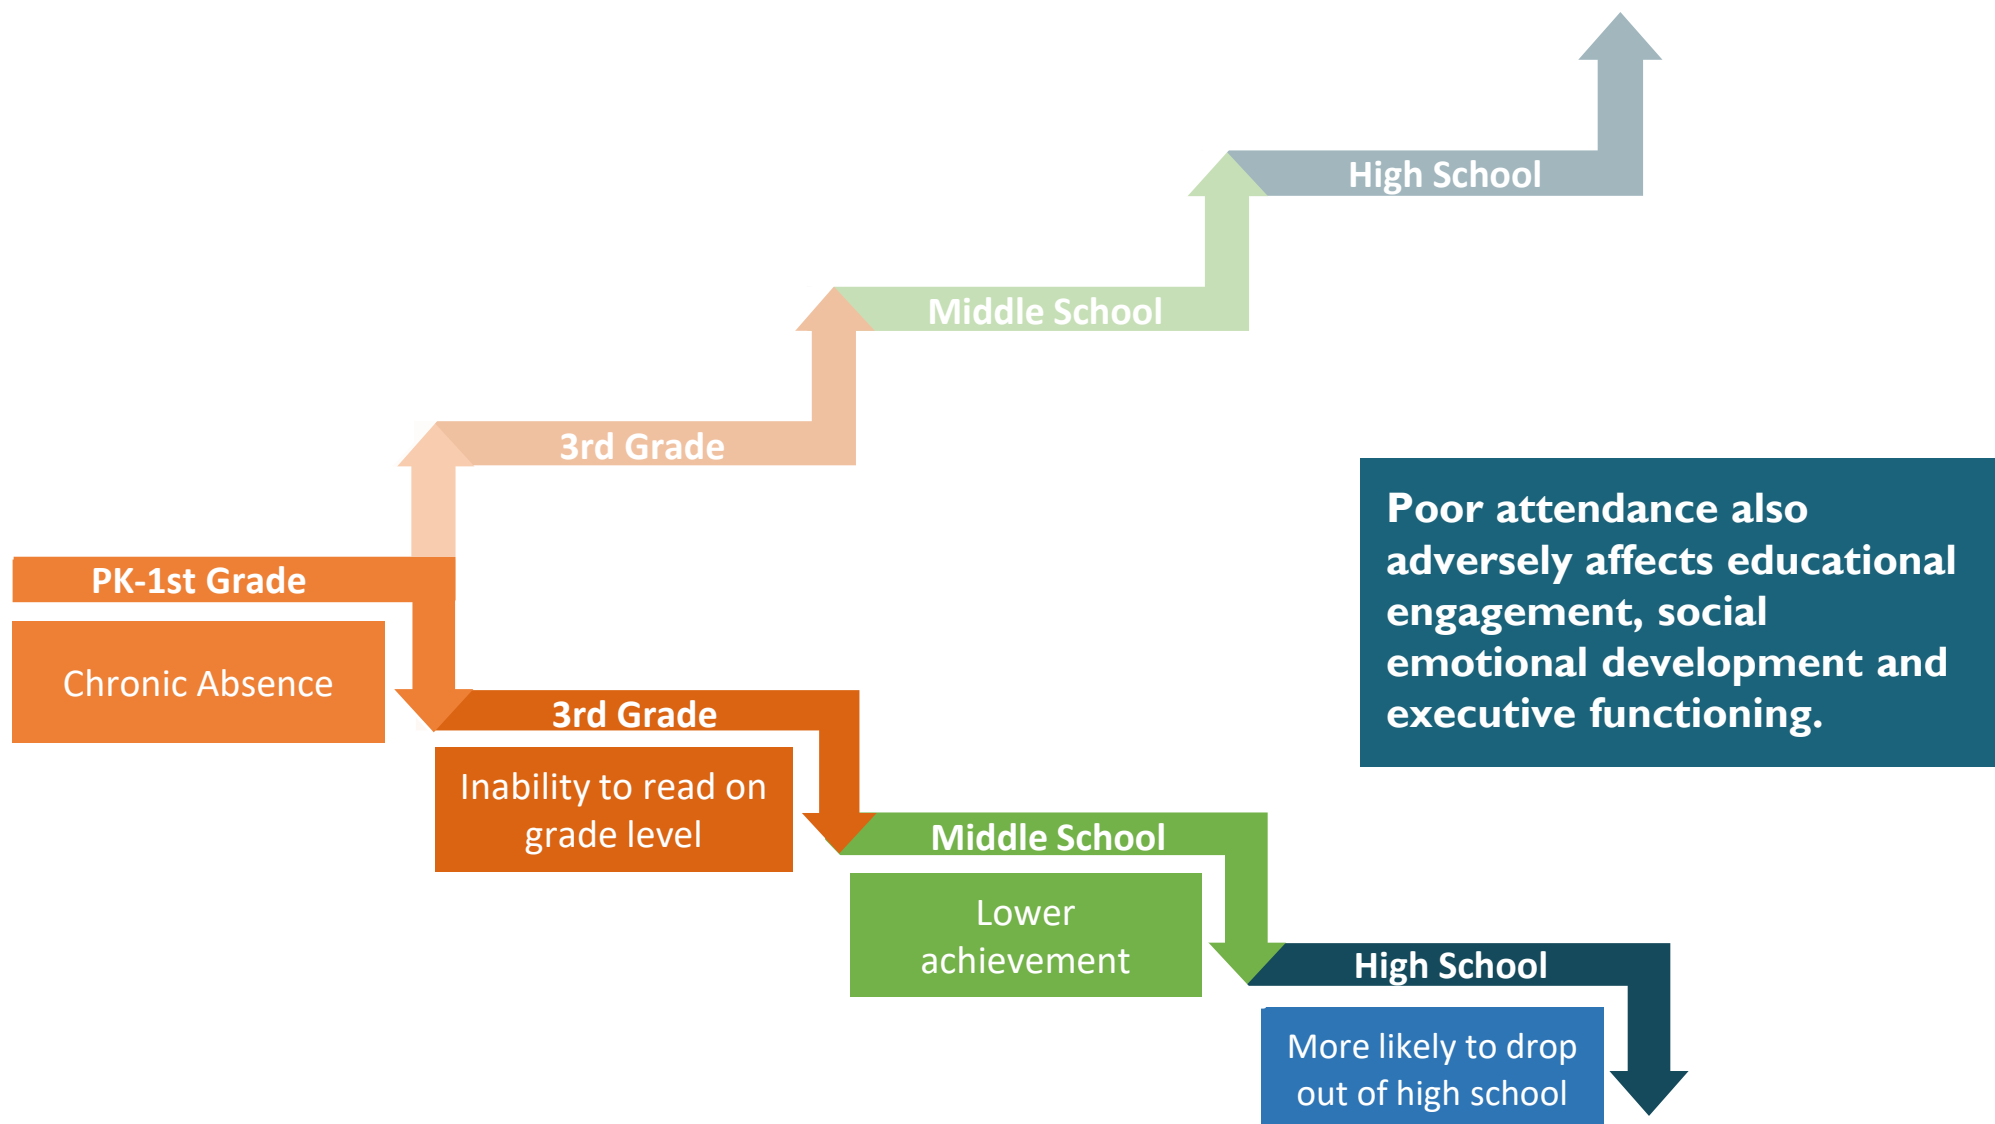 High School
Middle School
3rd Grade
Poor attendance also
adversely affects educational
engagement, social
emotional development and
executive functioning.
PK-1st Grade
Chronic Absence
3rd Grade
Inability to read on
grade level
Middle School
Lower
achievement
High School
More likely to drop
out of high school